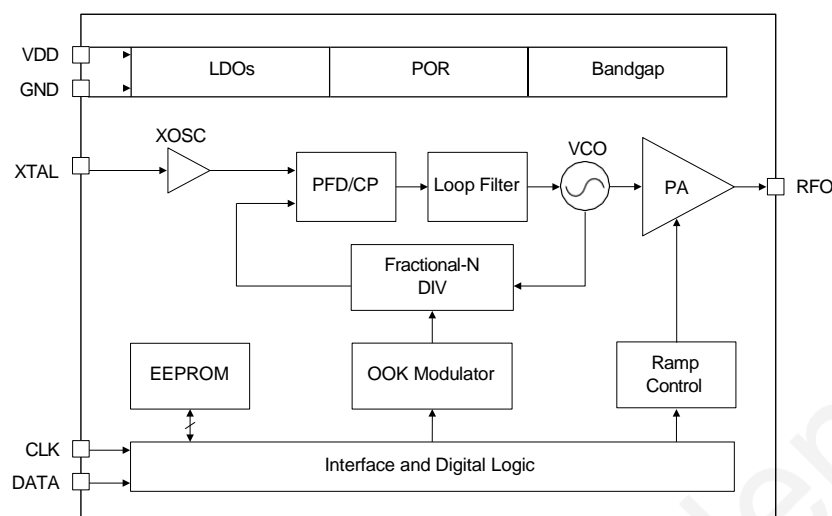 VDD
GND
LDOs
POR
Bandgap
XOSC
XTAL
PFD/CP
Loop Filter
VCO
PA
RFO
Fractional-N
DIV
EEPROM
OOK Modulator
Ramp
Control
CLK
DATA
Interface and Digital Logic